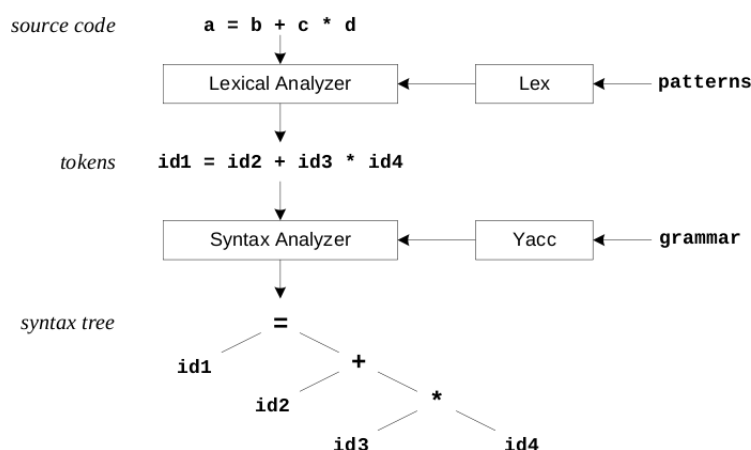 source code a = b + c * d
Lexical Analyzer Lex patterns
tokens id1 = id2 + id3 * id4
Syntax Analyzer Yacc grammar
syntax tree =
id1 +
id2 *
id3 id4